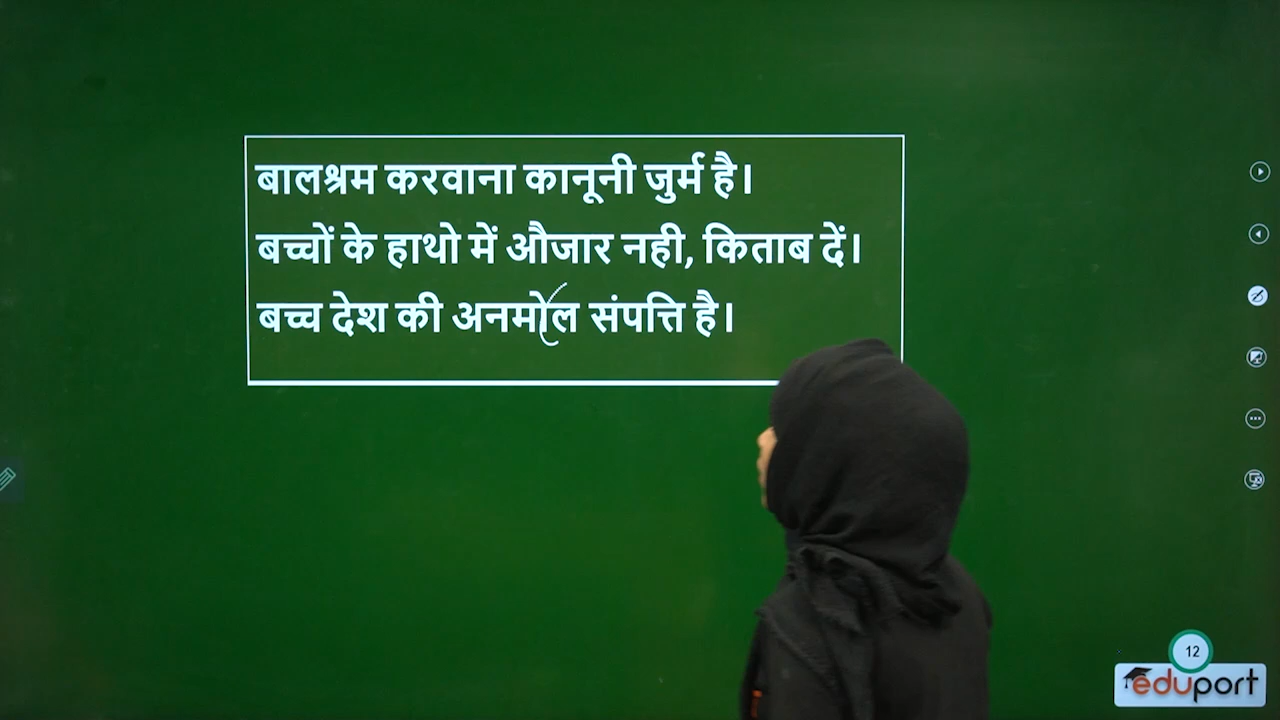 बालश्रम करवाना कानूनी जुर्म है।
बच्चों के हाथो में औजार नही, किताब दें।
बच्च देश की अनमोल संपत्ति है।
12
eduport